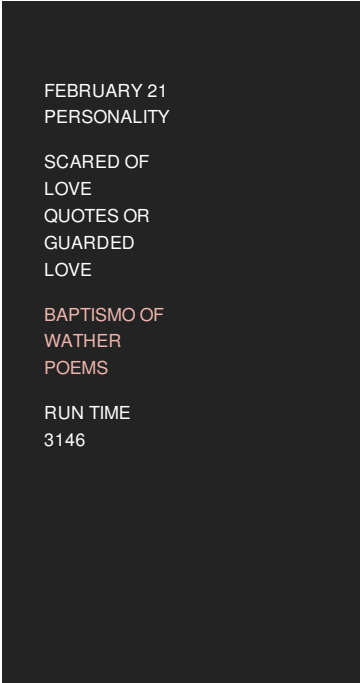 FEBRUARY 21
PERSONALITY
SCARED OF
LOVE
QUOTES OR
GUARDED
LOVE
BAPTISMO OF
WATHER
POEMS
RUN TIME
3146